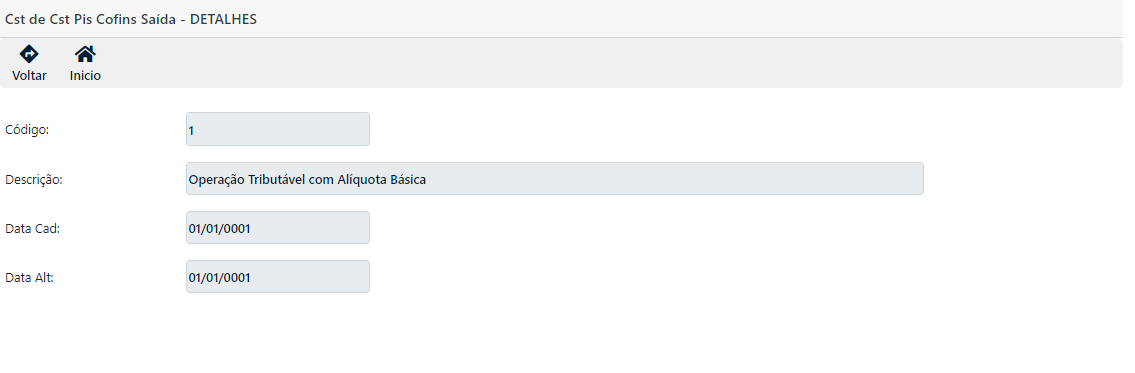 Cst de Cst Pis Cofins Saída - DETALHES
Voltar Inicio
Código: 1
Descrição: Operação Tributável com Alíquota Básica
Data Cad: 01/01/0001
Data Alt: 01/01/0001